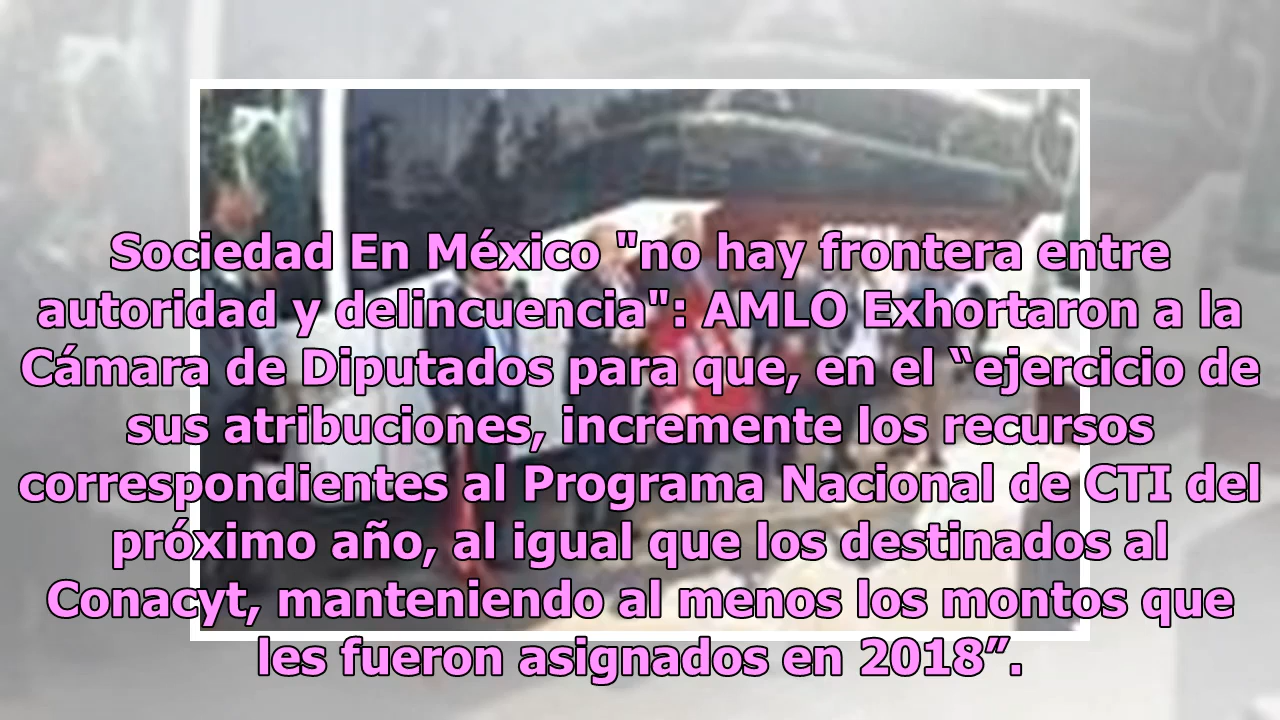 Sociedad En México "no hay frontera entre
autoridad y delincuencia": AMLO Exhortaron a la
Cámara de Diputados para que, en el “ejercicio de
sus atribuciones, incremente los recursos
correspondientes al Programa Nacional de CTI del
próximo año, al igual que los destinados al
Conacyt, manteniendo al menos los montos que
les fueron asignados en 2018”.